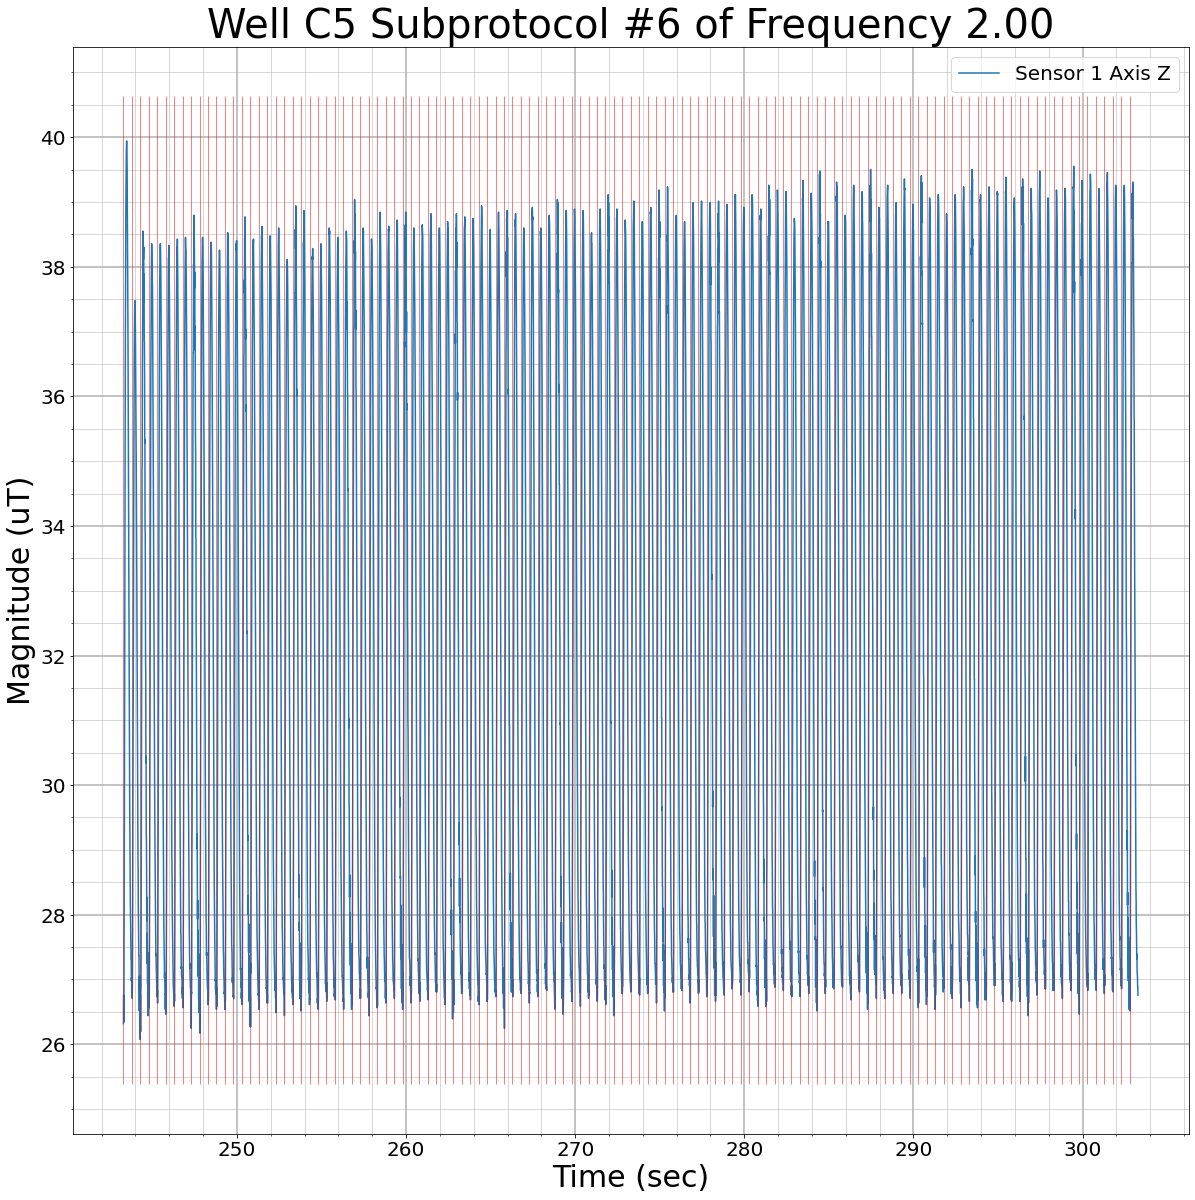 Well C5 Subprotocol #6 of Frequency 2.00
Sensor 1 Axis Z
40
38
36
34
32
30
28
26
Magnitude (uT)
250 260 270 280 290 300
Time (sec)